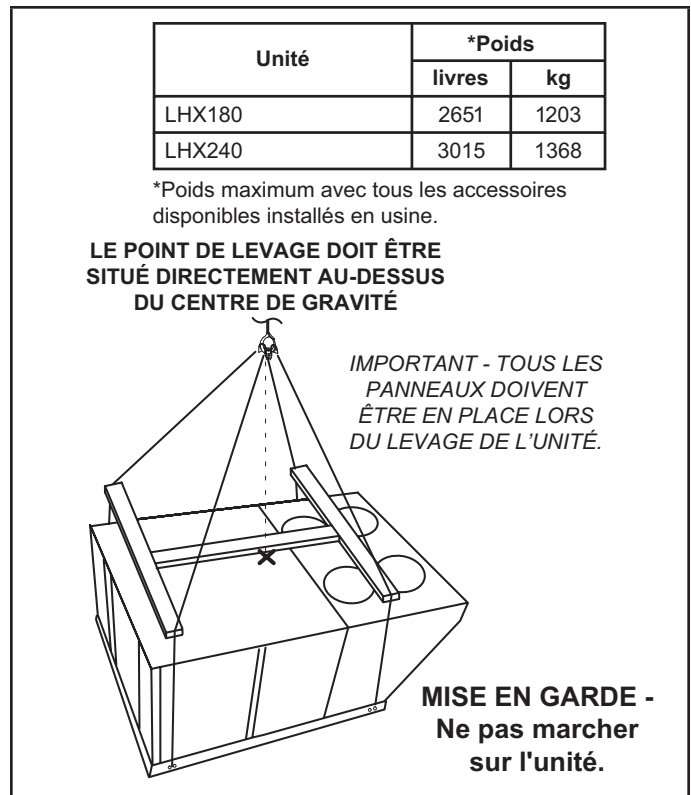 Unité
*Poids
livres kg
LHX180 2651 1203
LHX240 3015 1368
*Poids maximum avec tous les accessoires
disponibles installés en usine.
LE POINT DE LEVAGE DOIT ÊTRE
SITUÉ DIRECTEMENT AU-DESSUS
DU CENTRE DE GRAVITÉ
IMPORTANT - TOUS LES
PANNEAUX DOIVENT
ÊTRE EN PLACE LORS
DU LEVAGE DE L'UNITÉ.
MISE EN GARDE -
Ne pas marcher
sur l'unité.